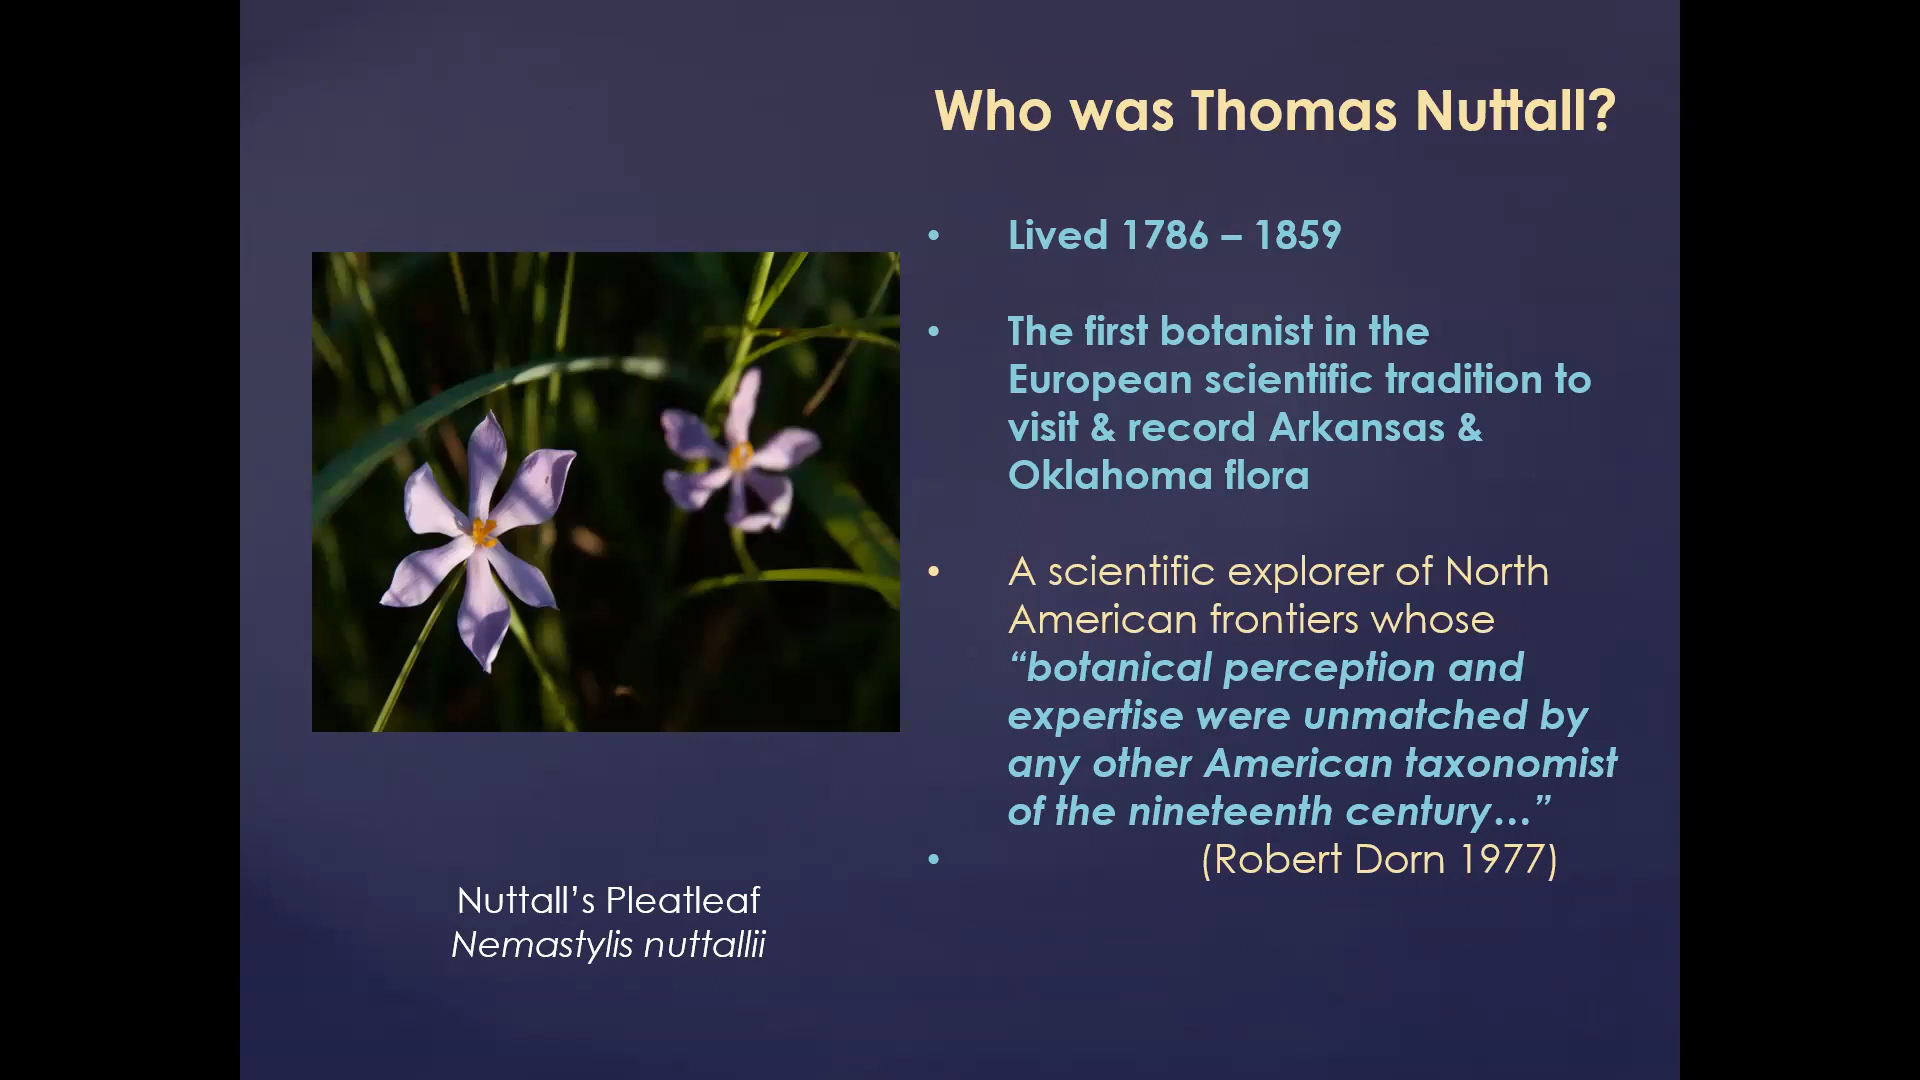 Who was Thomas Nuttall?
• Lived 1786 – 1859
• The first botanist in the
European scientific tradition to
visit & record Arkansas &
Oklahoma flora
• A scientific explorer of North
American frontiers whose
“botanical perception and
expertise were unmatched by
any other American taxonomist
of the nineteenth century…”
• (Robert Dorn 1977)
Nuttall’s Pleatleaf
Nemastylis nuttallii